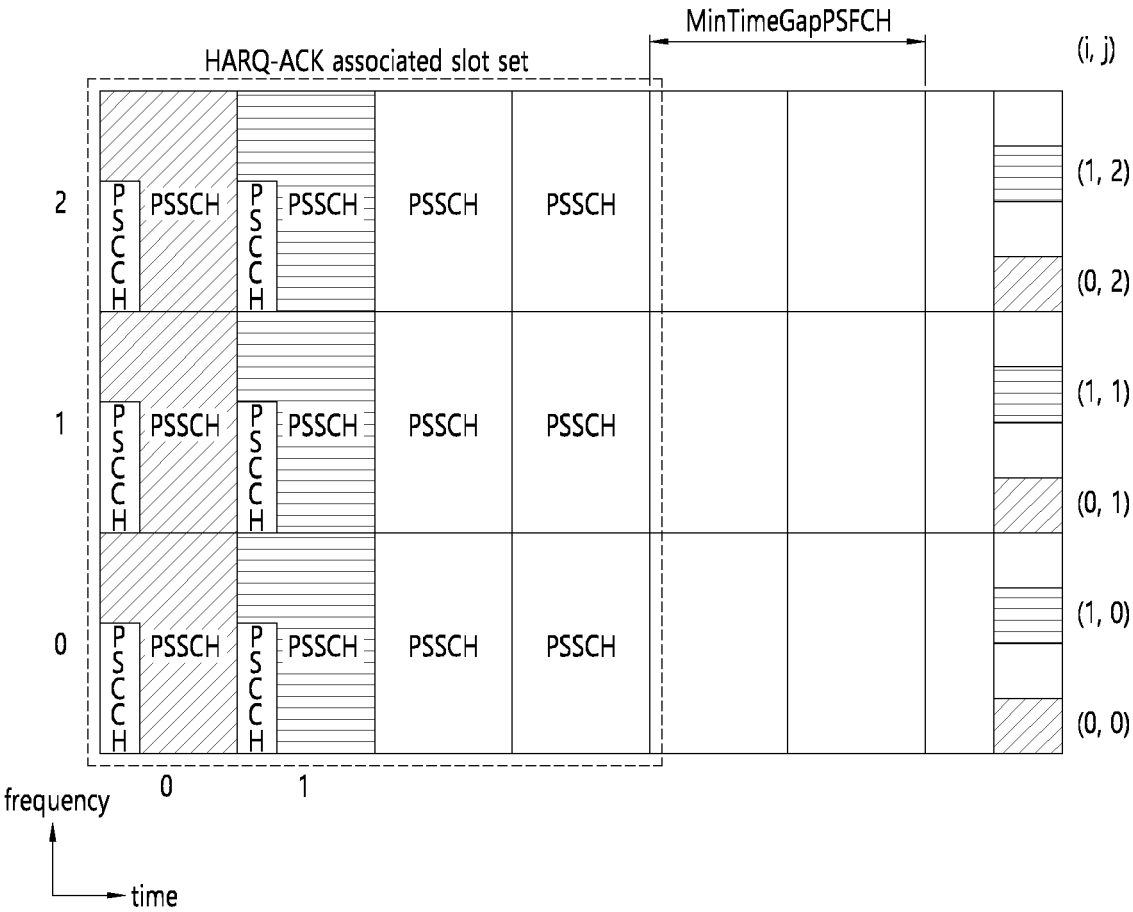 MinTimeGapPSFCH
(i, j)
HARQ-ACK associated slot set
2
PSCCH
PSSCH
PSCCH
PSSCH
PSSCH
PSSCH
(1, 2)
(0, 2)
1
PSCCH
PSSCH
PSCCH
PSSCH
PSSCH
PSSCH
(1, 1)
(0, 1)
0
PSCCH
PSSCH
PSCCH
PSSCH
PSSCH
PSSCH
(1, 0)
(0, 0)
0
1
frequency
time